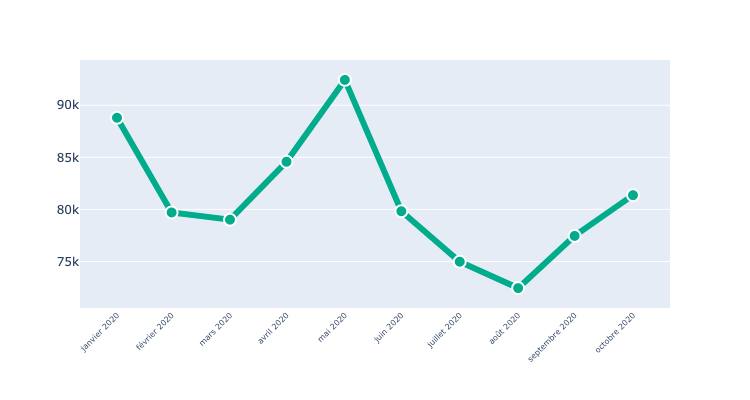 90k
85k
80k
75k
janvier 2020
février 2020
mars 2020
avril 2020
mai 2020
juin 2020
juillet 2020
août 2020
septembre 2020
octobre 2020